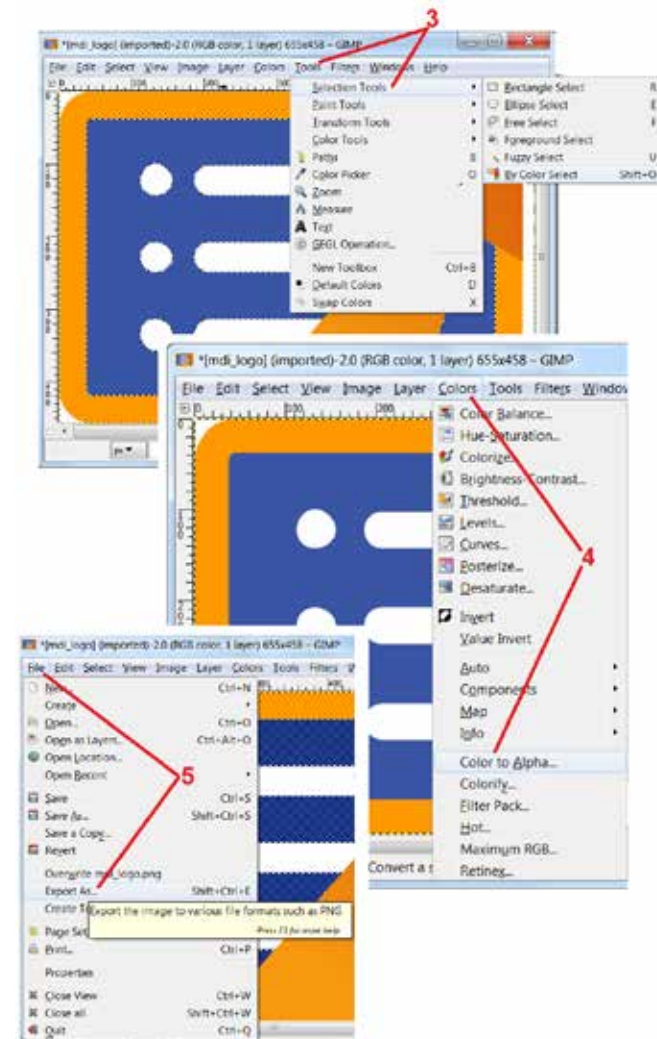 3
*[mdi_logo] (imported)-2.0 (RGB color, 1 layer) 655x458 – GIMP
File Edit Select View Image Layer Colors Tools Filters Windows Help
Selection Tools
Paint Tools
Transform Tools
Color Tools
Paths B
Color Picker O
Zoom
Measure
Text
GEGL Operation...
New Toolbox Ctrl+B
Default Colors D
Swap Colors X
Rectangle Select R
Ellipse Select E
Free Select F
Foreground Select
Fuzzy Select U
By Color Select Shift+O
px
*[mdi_logo] (imported)-2.0 (RGB color, 1 layer) 655x458 – GIMP
File Edit Select View Image Layer Colors Tools Filters Window
Color Balance...
Hue-Saturation...
Colorize...
Brightness-Contrast...
Threshold...
Levels...
Curves...
Posterize...
Desaturate...
Invert
Value Invert
Auto
Components
Map
Info
Color to Alpha...
Colorify...
Filter Pack...
Hot...
Maximum RGB...
Retinex...
4
Convert a s
*[mdi_logo] (imported)-2.0 (RGB color, 1 layer) 655x458 – GIMP
File Edit Select View Image Layer Colors Tools Filters W
New... Ctrl+N
Create
Open... Ctrl+O
Open as Layers... Ctrl+Alt+O
Open Location...
Open Recent
Save Ctrl+S
Save As... Shift+Ctrl+S
Save a Copy...
Revert
Overwrite mdi_logo.png
Export As... Shift+Ctrl+E
Create T
Export the image to various file formats such as PNG
Press F1 for more help
Page Set
Print... Ctrl+P
Properties
Close View Ctrl+W
Close all Shift+Ctrl+W
Quit Ctrl+Q
5